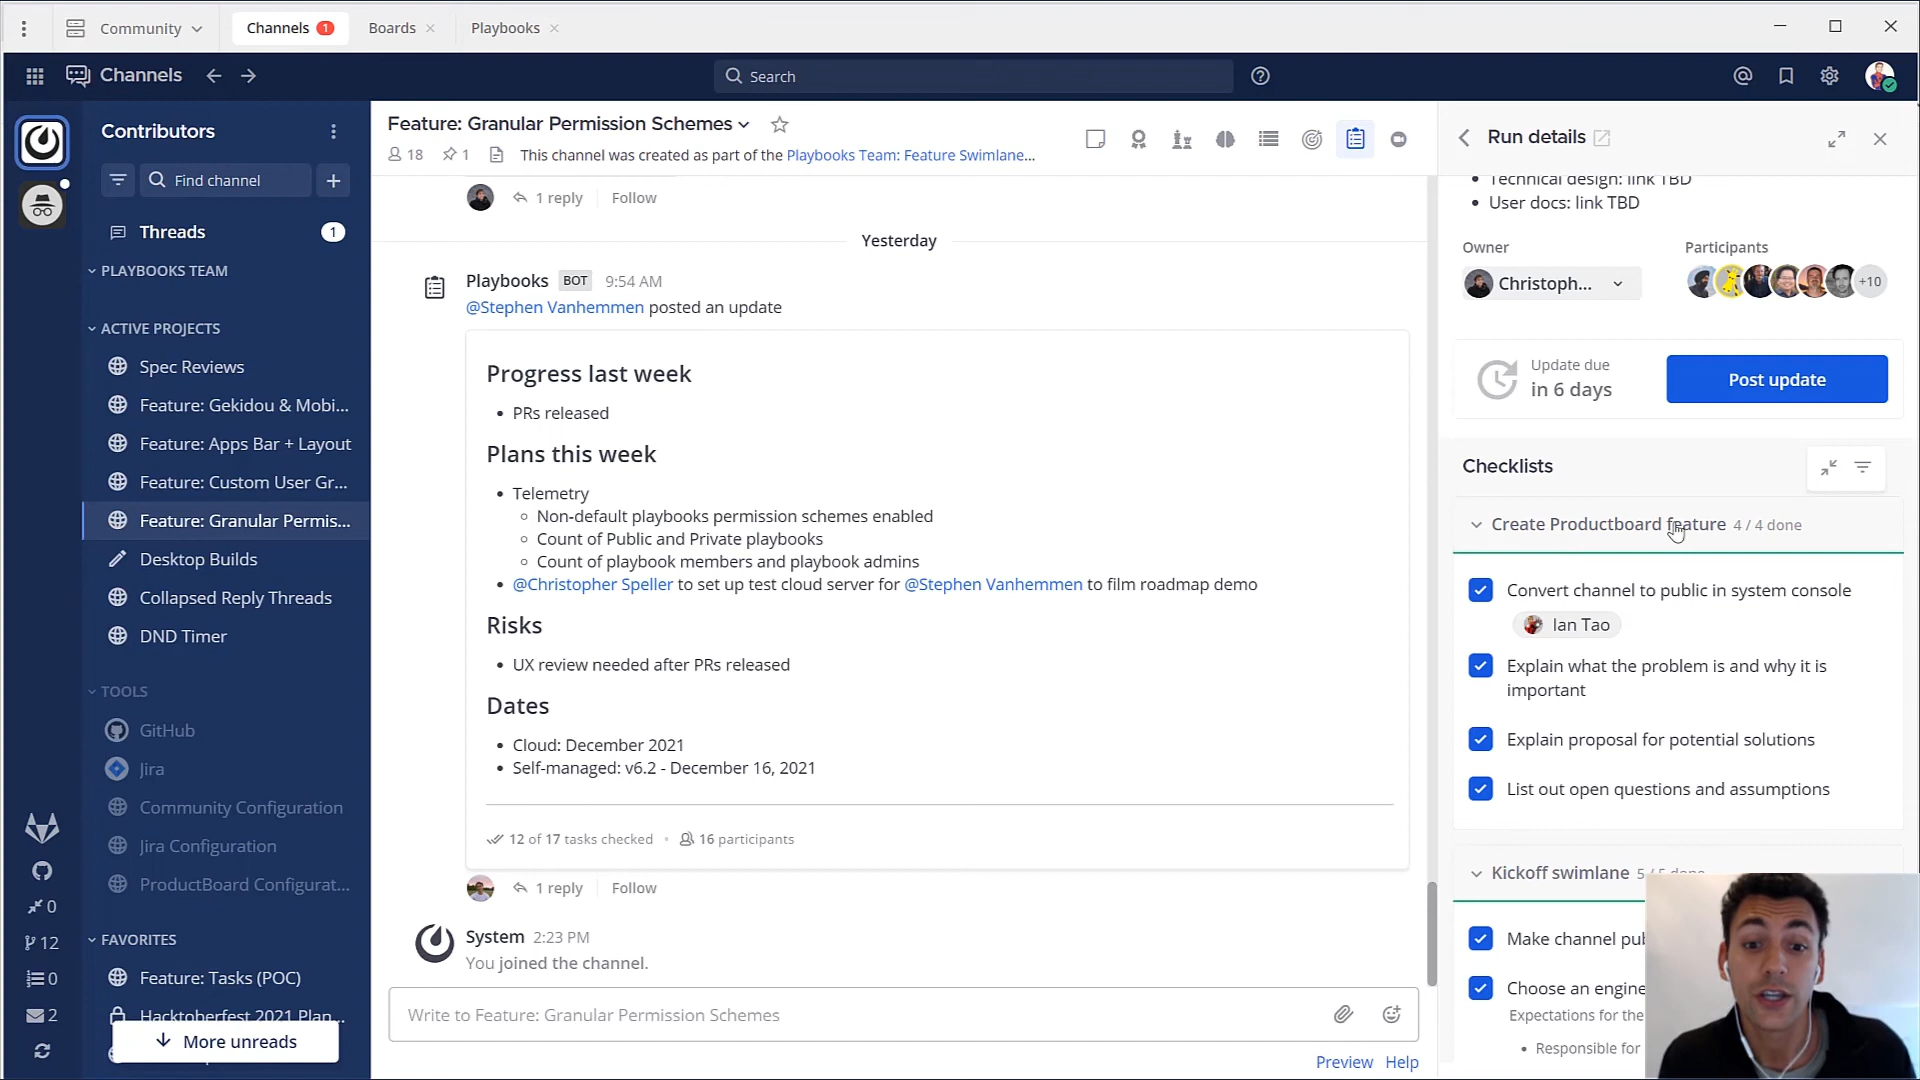 Community
Channels 1
Boards
Playbooks
Channels
Search
Contributors
Find channel
Threads 1
PLAYBOOKS TEAM
ACTIVE PROJECTS
Spec Reviews
Feature: Gekidou & Mobi...
Feature: Apps Bar + Layout
Feature: Custom User Gr...
Feature: Granular Permis...
Desktop Builds
Collapsed Reply Threads
DND Timer
TOOLS
GitHub
Jira
Community Configuration
Jira Configuration
ProductBoard Configurat...
FAVORITES
Feature: Tasks (POC)
Hacktoberfest 2021 Plan...
More unreads
0
12
0
2
Feature: Granular Permission Schemes
18 1 This channel was created as part of the Playbooks Team: Feature Swimlane...
1 reply Follow
Yesterday
Playbooks BOT 9:54 AM
@Stephen Vanhemmen posted an update
Progress last week
• PRs released
Plans this week
• Telemetry
◦ Non-default playbooks permission schemes enabled
◦ Count of Public and Private playbooks
◦ Count of playbook members and playbook admins
• @Christopher Speller to set up test cloud server for @Stephen Vanhemmen to film roadmap demo
Risks
• UX review needed after PRs released
Dates
• Cloud: December 2021
• Self-managed: v6.2 - December 16, 2021
12 of 17 tasks checked • 16 participants
1 reply Follow
System 2:23 PM
You joined the channel.
Write to Feature: Granular Permission Schemes
Preview Help
Run details
• Technical design: link TBD
• User docs: link TBD
Owner
Christoph...
Participants
+10
Update due
in 6 days
Post update
Checklists
Create Productboard feature 4 / 4 done
Convert channel to public in system console
Ian Tao
Explain what the problem is and why it is
important
Explain proposal for potential solutions
List out open questions and assumptions
Kickoff swimlane 5 / 5 done
Make channel pub
Choose an engine
Expectations for the
• Responsible for